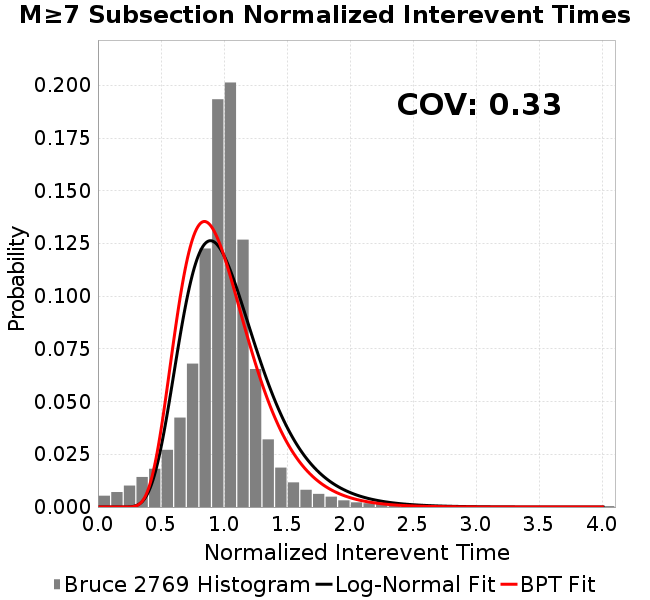 M≥7 Subsection Normalized Interevent Times
COV: 0.33
Probability
0.200
0.175
0.150
0.125
0.100
0.075
0.050
0.025
0.000
0.0 0.5 1.0 1.5 2.0 2.5 3.0 3.5 4.0
Normalized Interevent Time
Bruce 2769 Histogram Log-Normal Fit BPT Fit